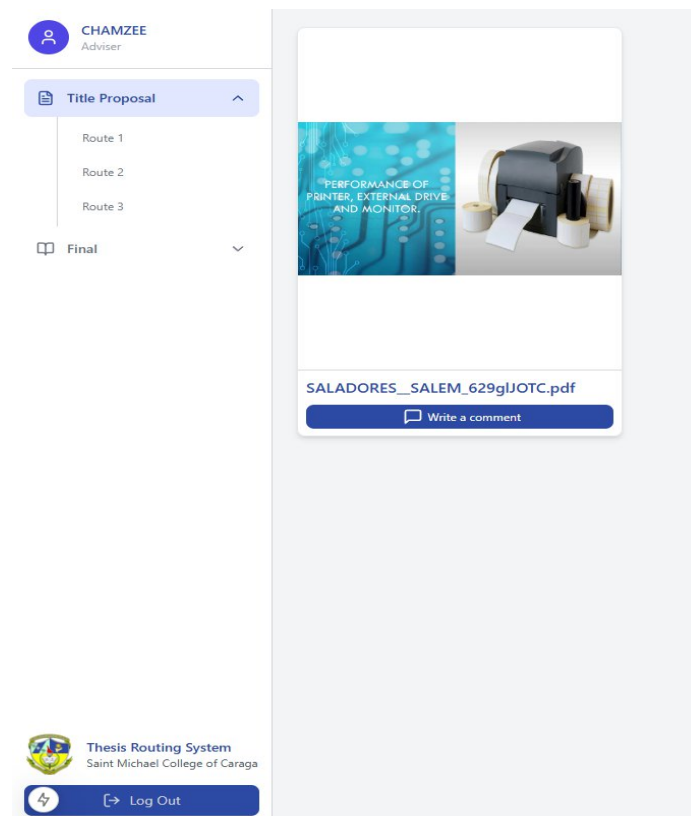 CHAMZEE
Adviser
Title Proposal
Route 1
Route 2
Route 3
Final
PERFORMANCE OF
PRINTER, EXTERNAL DRIVE
AND MONITOR.
SALADORES__SALEM_629glJOTC.pdf
Write a comment
Thesis Routing System
Saint Michael College of Caraga
Log Out